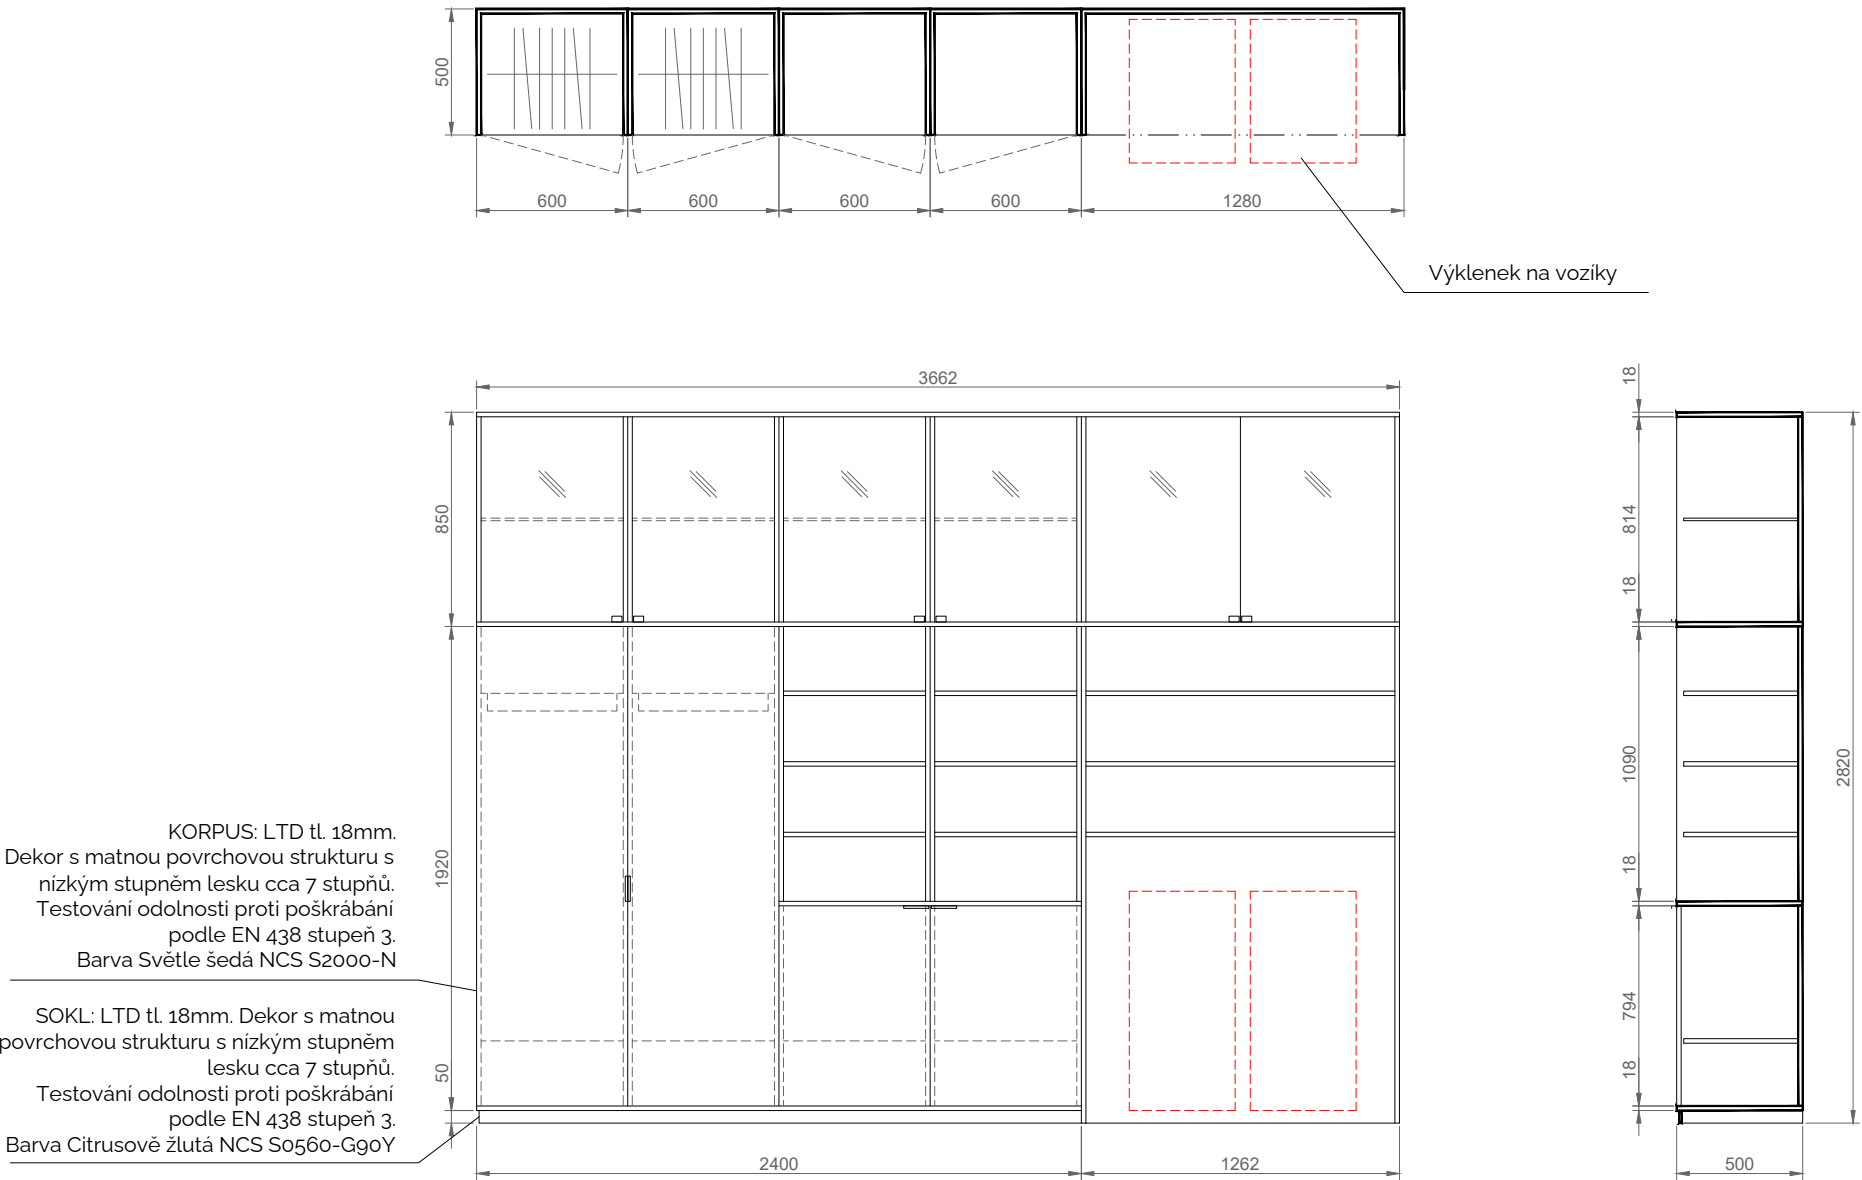 500
600
600
600
600
1280
Výklenek na vozíky
3662
850
1920
50
2400
1262
18
814
18
1090
18
794
18
2820
500
KORPUS: LTD tl. 18mm.
Dekor s matnou povrchovou strukturu s
nízkým stupněm lesku cca 7 stupňů.
Testování odolnosti proti poškrábání
podle EN 438 stupeň 3.
Barva Světle šedá NCS S2000-N
SOKL: LTD tl. 18mm. Dekor s matnou
povrchovou strukturu s nízkým stupněm
lesku cca 7 stupňů.
Testování odolnosti proti poškrábání
podle EN 438 stupeň 3.
Barva Citrusově žlutá NCS S0560-G90Y